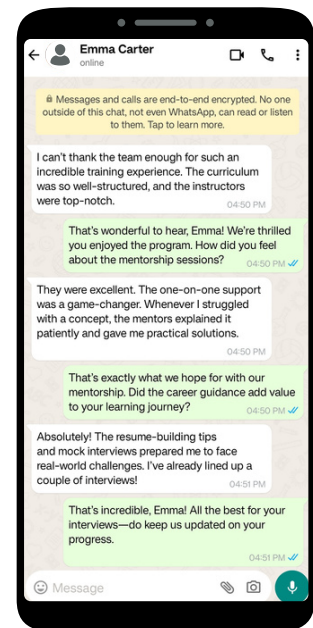 Emma Carter
online
Messages and calls are end-to-end encrypted. No one
outside of this chat, not even WhatsApp, can read or listen
to them. Tap to learn more.
I can't thank the team enough for such an
incredible training experience. The curriculum
was so well-structured, and the instructors
were top-notch.
04:50 PM
That's wonderful to hear, Emma! We're thrilled
you enjoyed the program. How did you feel
about the mentorship sessions?
04:50 PM
They were excellent. The one-on-one support
was a game-changer. Whenever I struggled
with a concept, the mentors explained it
patiently and gave me practical solutions.
04:50 PM
That's exactly what we hope for with our
mentorship. Did the career guidance add value
to your learning journey?
04:50 PM
Absolutely! The resume-building tips
and mock interviews prepared me to face
real-world challenges. I've already lined up a
couple of interviews!
04:51 PM
That's incredible, Emma! All the best for your
interviews—do keep us updated on your
progress.
04:51 PM
Message